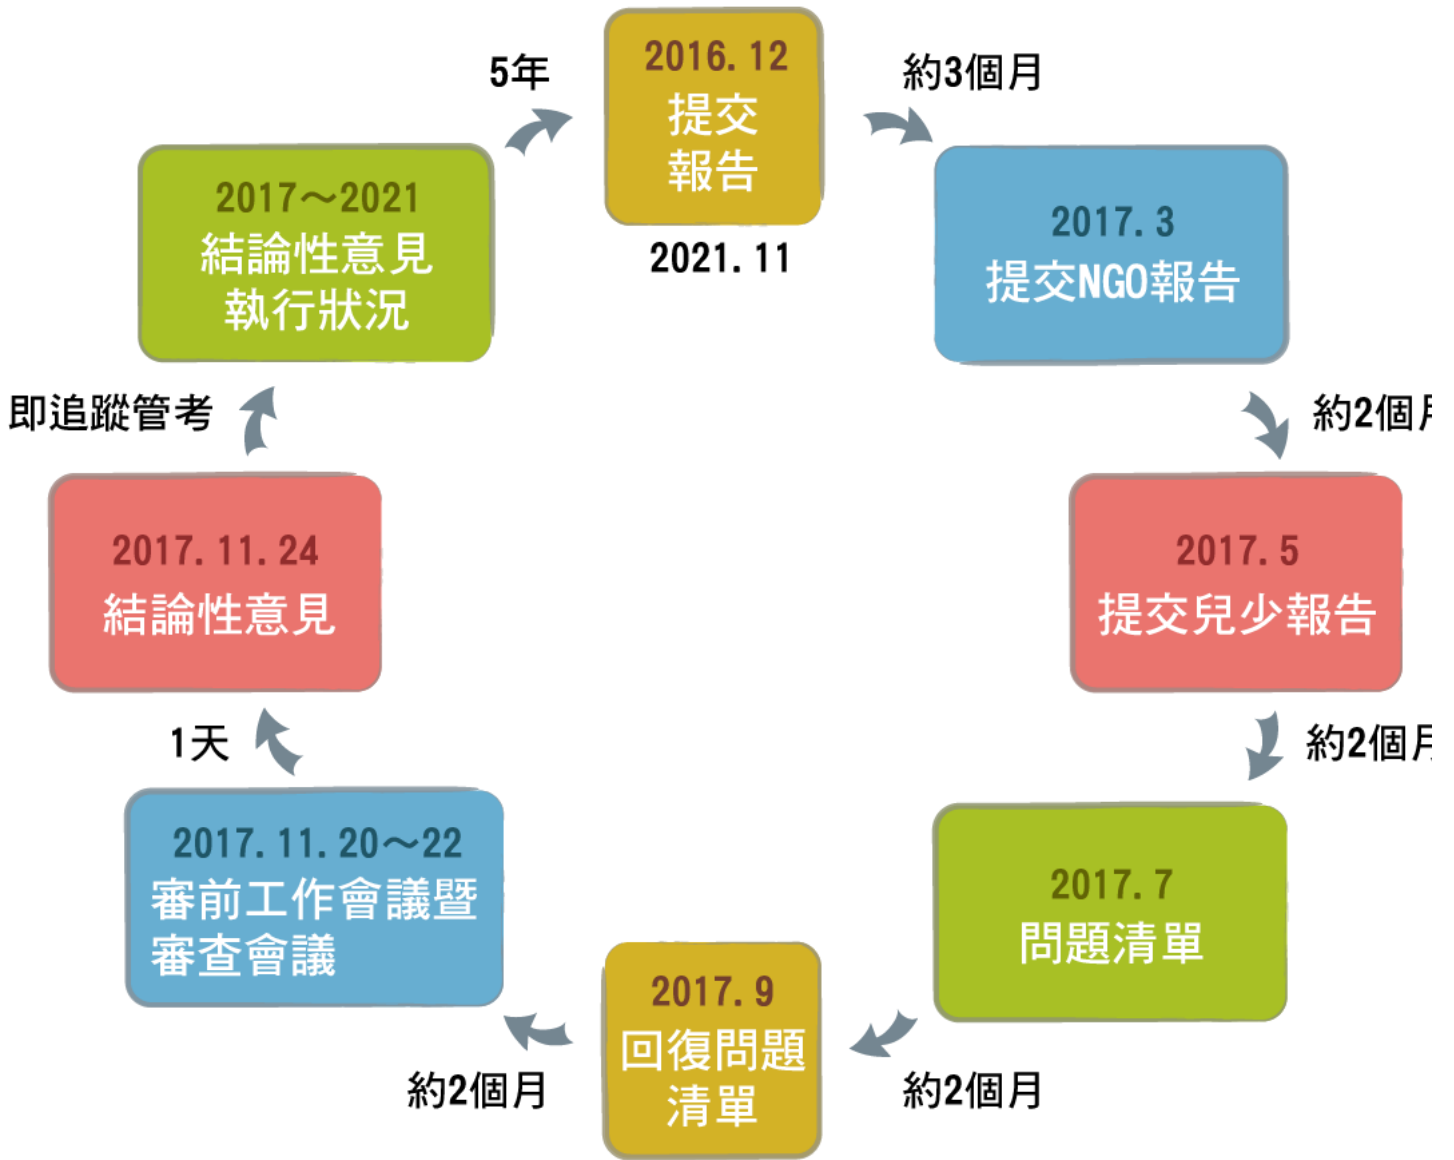 2016.12
提交
報告
2021.11
約3個月
2017.3
提交NGO報告
約2個月
2017.5
提交兒少報告
約2個月
2017.7
問題清單
約2個月
2017.9
回復問題
清單
約2個月
2017.11.20～22
審前工作會議暨
審查會議
1天
2017.11.24
結論性意見
即追蹤管考
2017～2021
結論性意見
執行狀況
5年